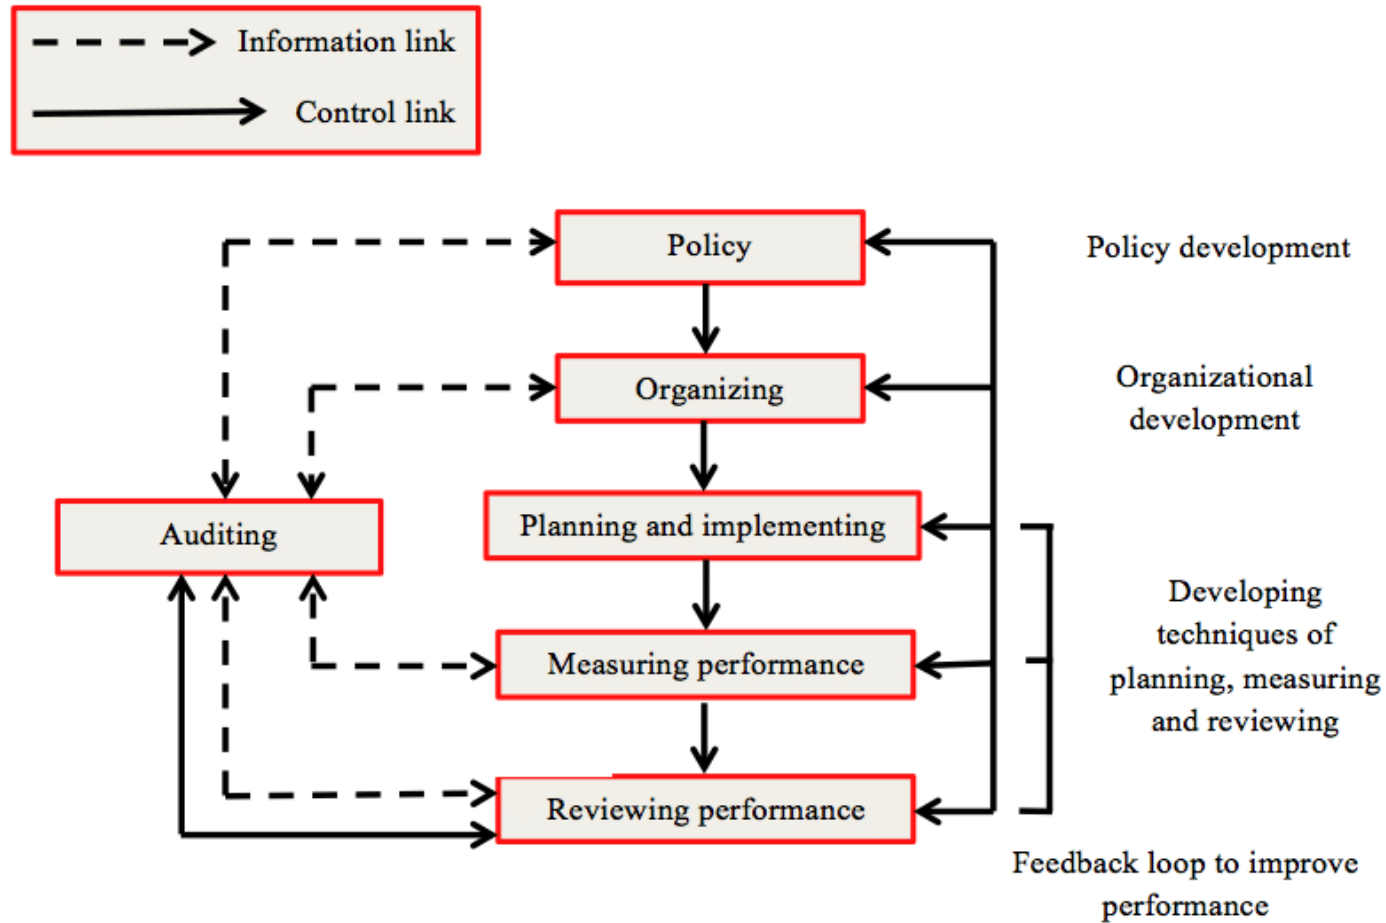 Information link
Control link
Policy
Policy development
Organizing
Organizational
development
Auditing
Planning and implementing
Developing
techniques of
planning, measuring
and reviewing
Measuring performance
Reviewing performance
Feedback loop to improve
performance